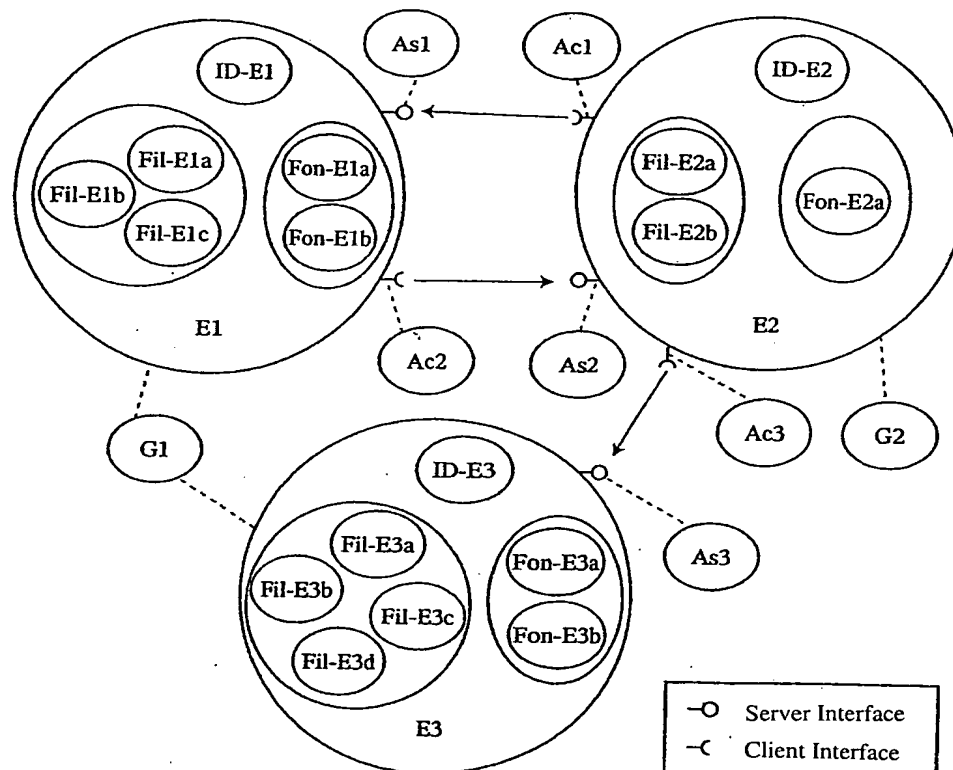 As1
Ac1
ID-E1
ID-E2
Fil-E1a
Fil-E1b
Fil-E1c
Fon-E1a
Fon-E1b
Fil-E2a
Fil-E2b
Fon-E2a
E1
E2
Ac2
As2
Ac3
G2
G1
ID-E3
As3
Fil-E3a
Fil-E3b
Fil-E3c
Fil-E3d
Fon-E3a
Fon-E3b
E3
Server Interface
Client Interface